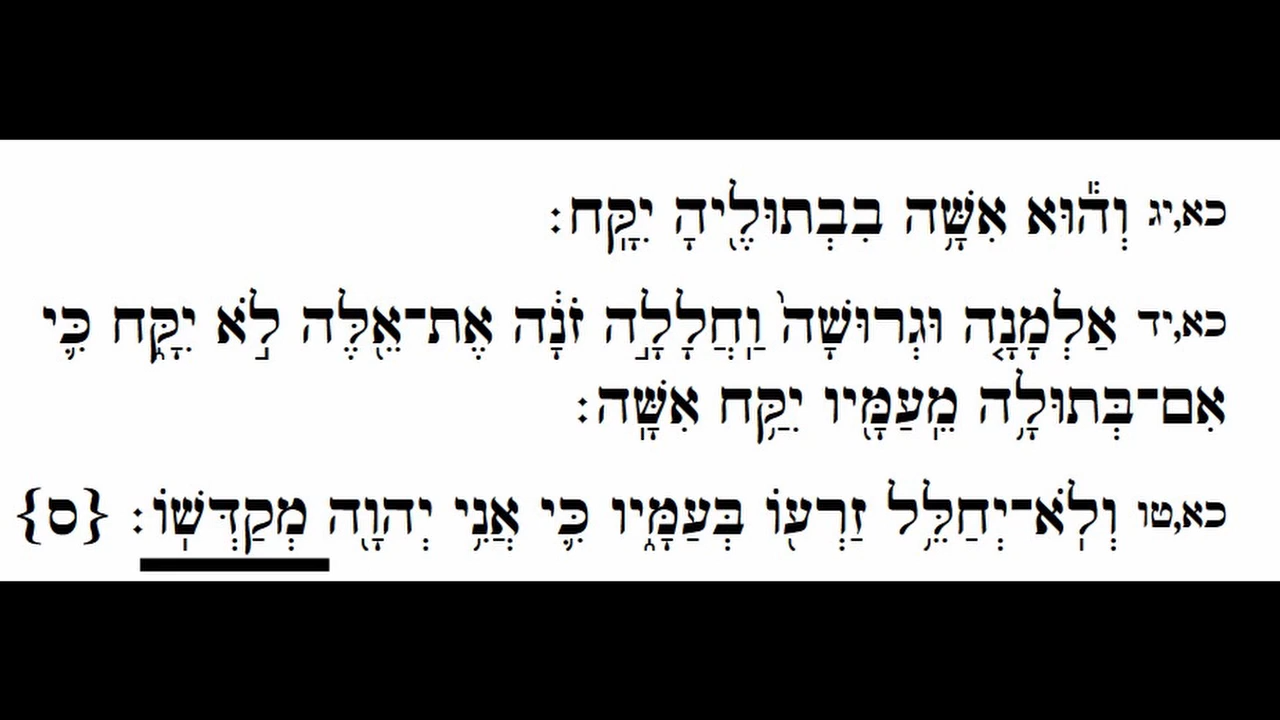 כא,יג וְה֕וּא אִשָּׁ֥ה בִבְתוּלֶ֖יהָ יִקָּֽח׃
כא,יד אַלְמָנָ֤ה וּגְרוּשָׁה֙ וַֽחֲלָלָ֣ה זֹנָ֔ה אֶת־אֵ֖לֶּה לֹ֣א יִקָּ֑ח כִּ֛י
אִם־בְּתוּלָ֥ה מֵֽעַמָּ֖יו יִקַּ֥ח אִשָּֽׁה׃
כא,טו וְלֹֽא־יְחַלֵּ֥ל זַרְע֖וֹ בְּעַמָּ֑יו כִּ֛י אֲנִ֥י יְהוָ֖ה מְקַדְּשֽׁוֹ׃ {ס}